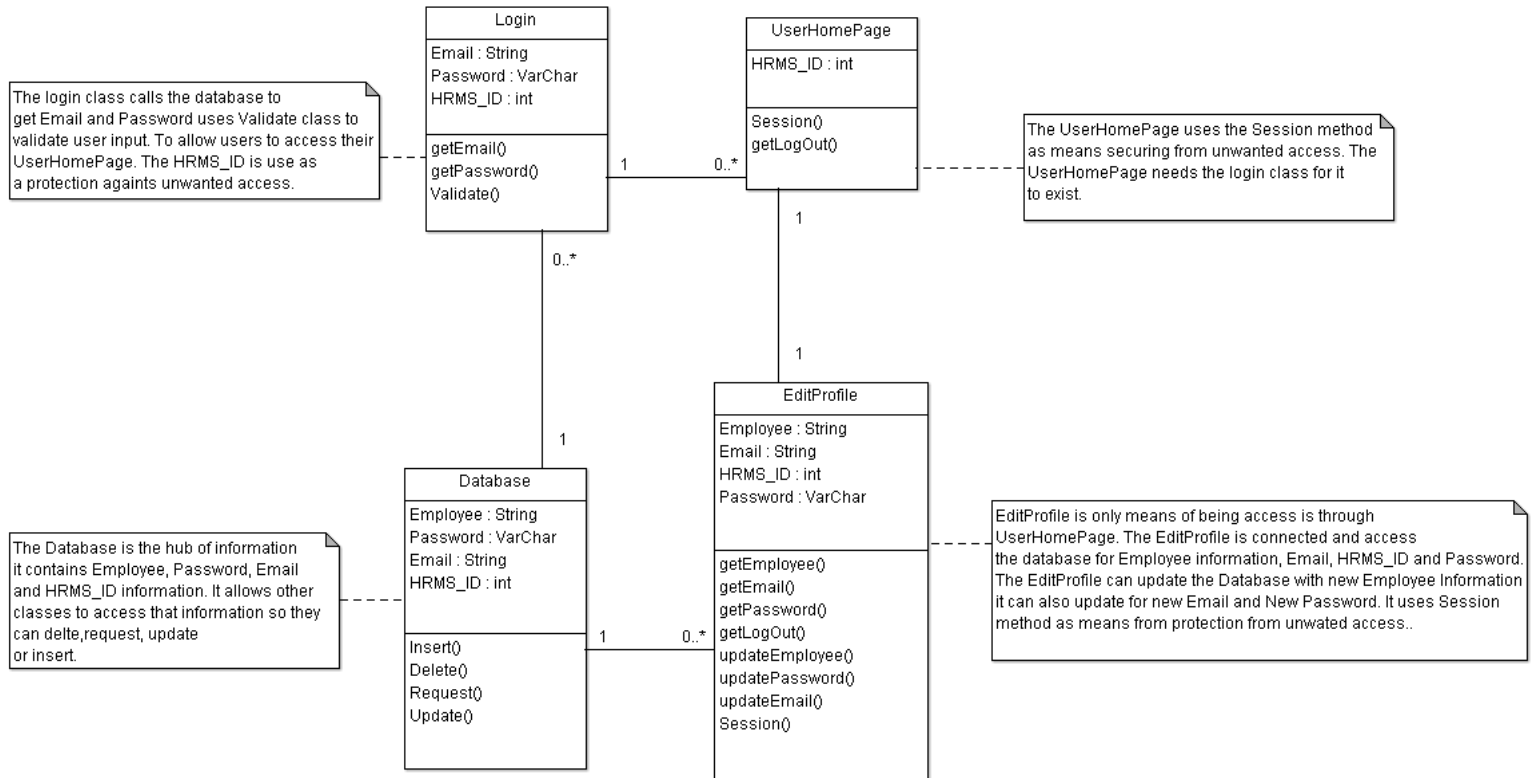 Login
Email : String
Password : VarChar
HRMS_ID : int
getEmail()
getPassword()
Validate()
UserHomePage
HRMS_ID : int
Session()
getLogOut()
The login class calls the database to
get Email and Password uses Validate class to
validate user input. To allow users to access their
UserHomePage. The HRMS_ID is use as
a protection againts unwanted access.
The UserHomePage uses the Session method
as means securing from unwanted access. The
UserHomePage needs the login class for it
to exist.
1
0..*
1
0..*
1
1
EditProfile
Employee : String
Email : String
HRMS_ID : int
Password : VarChar
getEmployee()
getEmail()
getPassword()
getLogOut()
updateEmployee()
updatePassword()
updateEmail()
Session()
Database
Employee : String
Password : VarChar
Email : String
HRMS_ID : int
Insert()
Delete()
Request()
Update()
1
0..*
The Database is the hub of information
it contains Employee, Password, Email
and HRMS_ID information. It allows other
classes to access that information so they
can delte,request, update
or insert.
EditProfile is only means of being access is through
UserHomePage. The EditProfile is connected and access
the database for Employee information, Email, HRMS_ID and Password.
The EditProfile can update the Database with new Employee Information
it can also update for new Email and New Password. It uses Session
method as means from protection from unwated access..